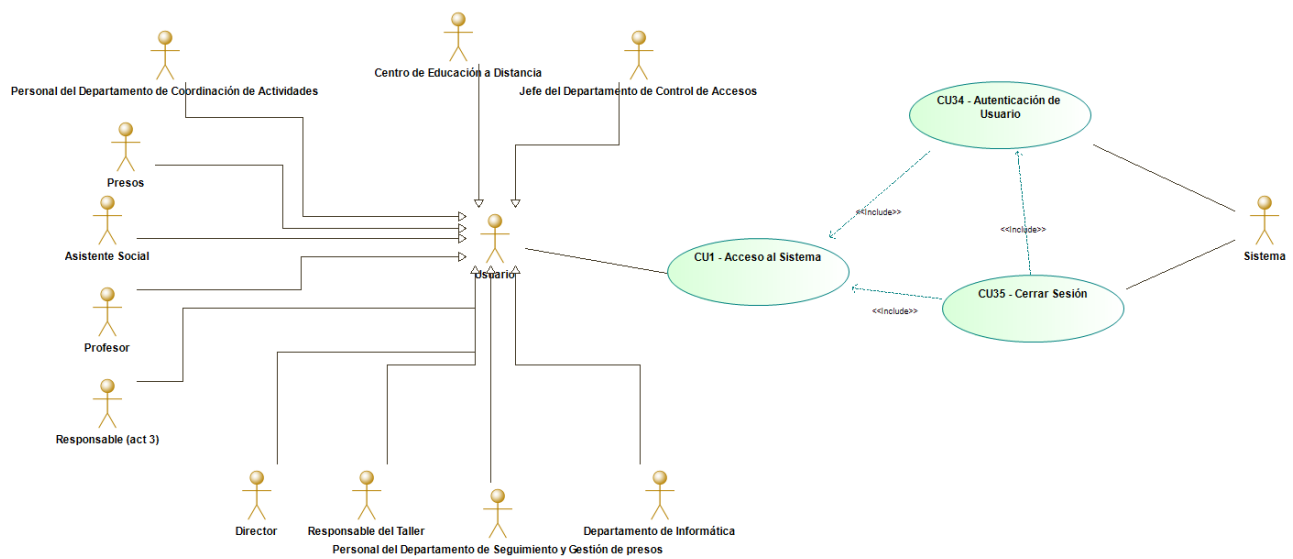 Centro de Educación a Distancia
Personal del Departamento de Coordinación de Actividades
Jefe del Departamento de Control de Accesos
CU34 - Autenticación de
Usuario
Presos
<<Include>>
<<Include>>
Asistente Social
CU1 - Acceso al Sistema
Sistema
Usuario
CU35 - Cerrar Sesión
<<Include>>
Profesor
Responsable (act 3)
Director
Responsable del Taller
Departamento de Informática
Personal del Departamento de Seguimiento y Gestión de presos